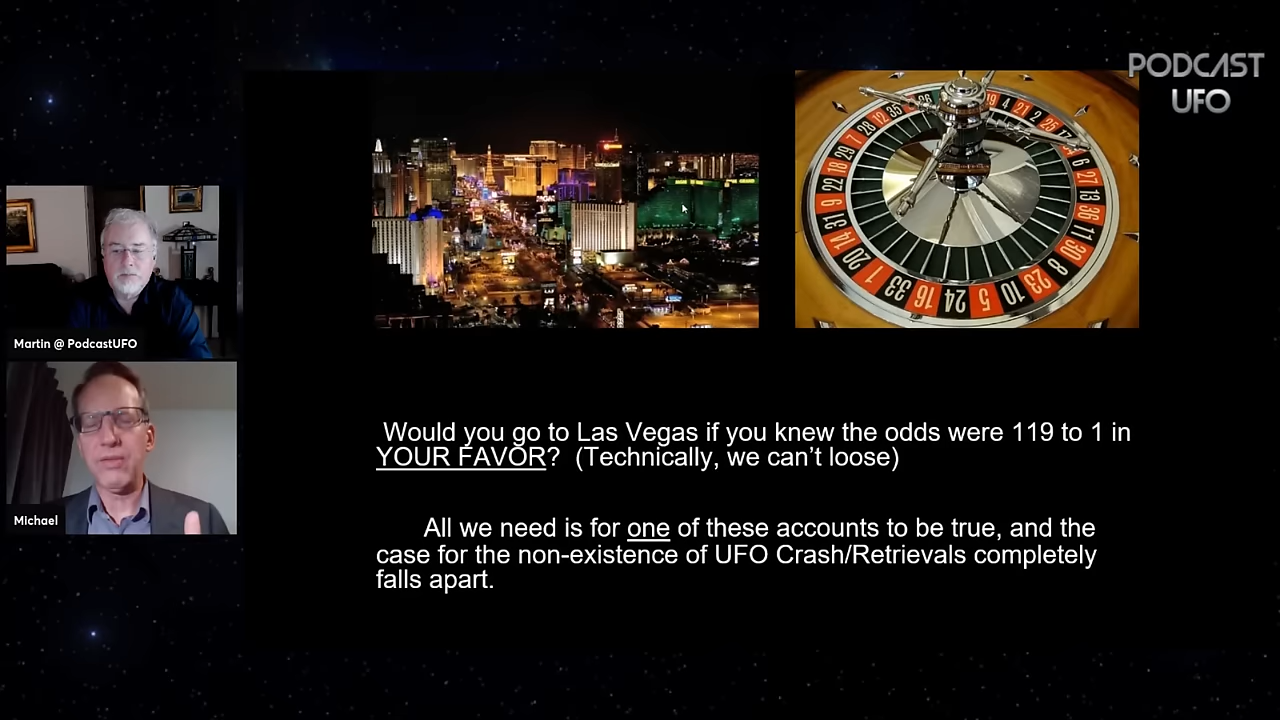 PODCAST
UFO
Martin @ PodcastUFO
Michael
Would you go to Las Vegas if you knew the odds were 119 to 1 in
YOUR FAVOR? (Technically, we can't loose)
All we need is for one of these accounts to be true, and the
case for the non-existence of UFO Crash/Retrievals completely
falls apart.